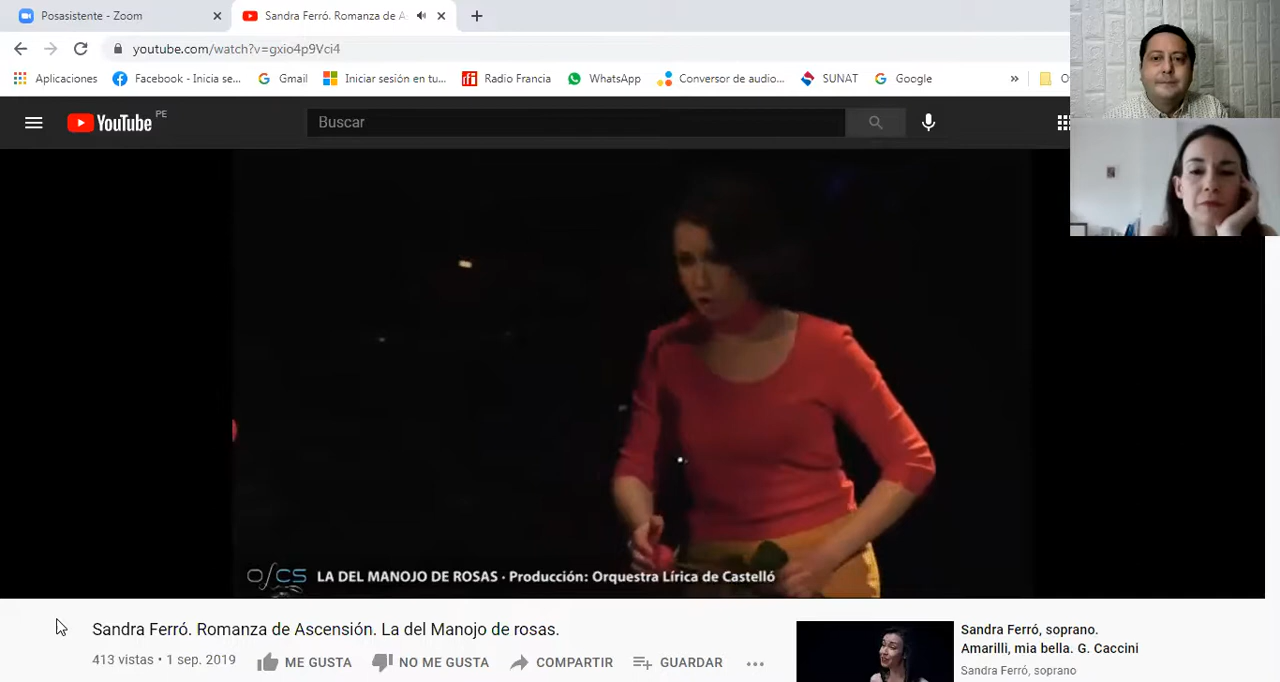 Posasistente - Zoom
Sandra Ferró. Romanza de As
youtube.com/watch?v=gxio4p9Vci4
Aplicaciones
Facebook - Inicia se...
Gmail
Iniciar sesión en tu...
rfi
Radio Francia
WhatsApp
Conversor de audio...
SUNAT
Google
»
YouTube PE
Buscar
OLCS
LA DEL MANOJO DE ROSAS · Producción: Orquestra Lírica de Castelló
Sandra Ferró. Romanza de Ascensión. La del Manojo de rosas.
413 vistas • 1 sep. 2019
ME GUSTA
NO ME GUSTA
COMPARTIR
GUARDAR
Sandra Ferró, soprano.
Amarilli, mia bella. G. Caccini
Sandra Ferró, soprano